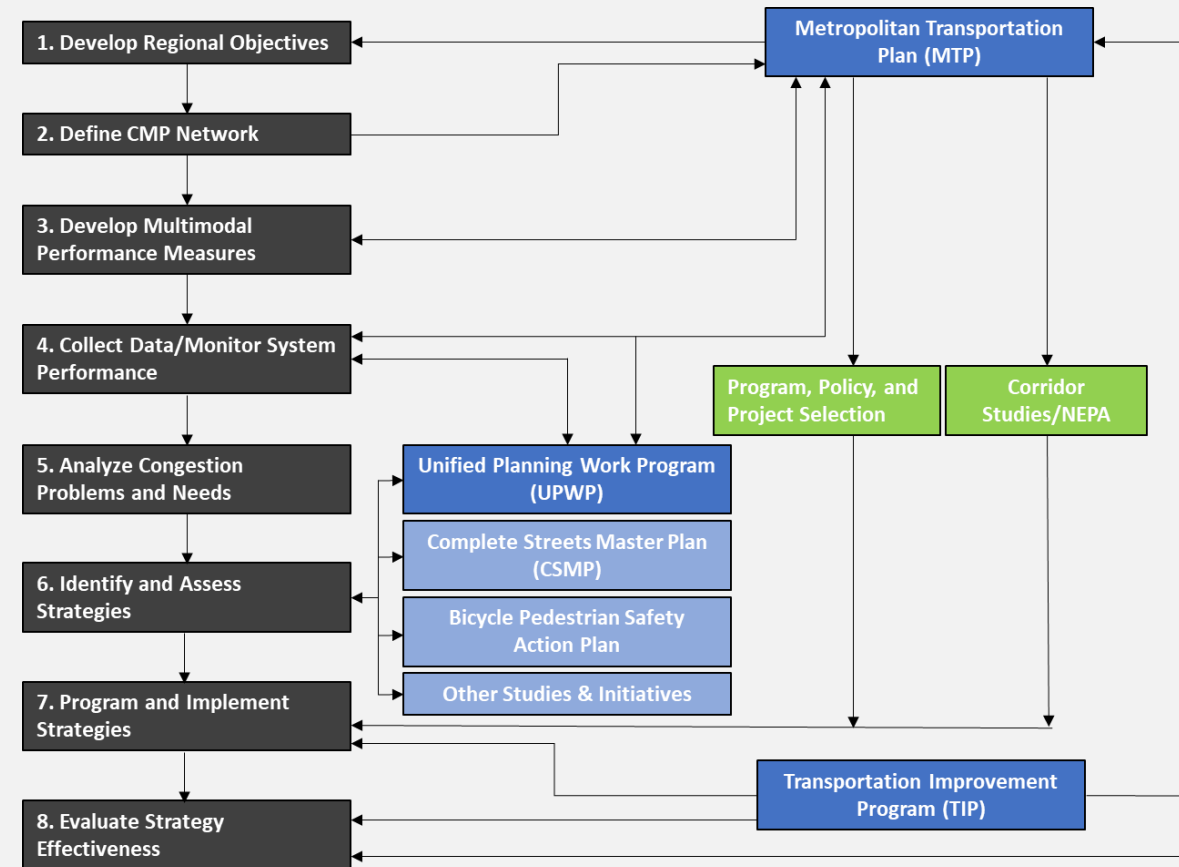 1. Develop Regional Objectives
Metropolitan Transportation
Plan (MTP)
2. Define CMP Network
3. Develop Multimodal
Performance Measures
4. Collect Data/Monitor System
Performance
Program, Policy, and
Project Selection
Corridor
Studies/NEPA
5. Analyze Congestion
Problems and Needs
Unified Planning Work Program
(UPWP)
Complete Streets Master Plan
(CSMP)
6. Identify and Assess
Strategies
Bicycle Pedestrian Safety
Action Plan
Other Studies & Initiatives
7. Program and Implement
Strategies
Transportation Improvement
Program (TIP)
8. Evaluate Strategy
Effectiveness